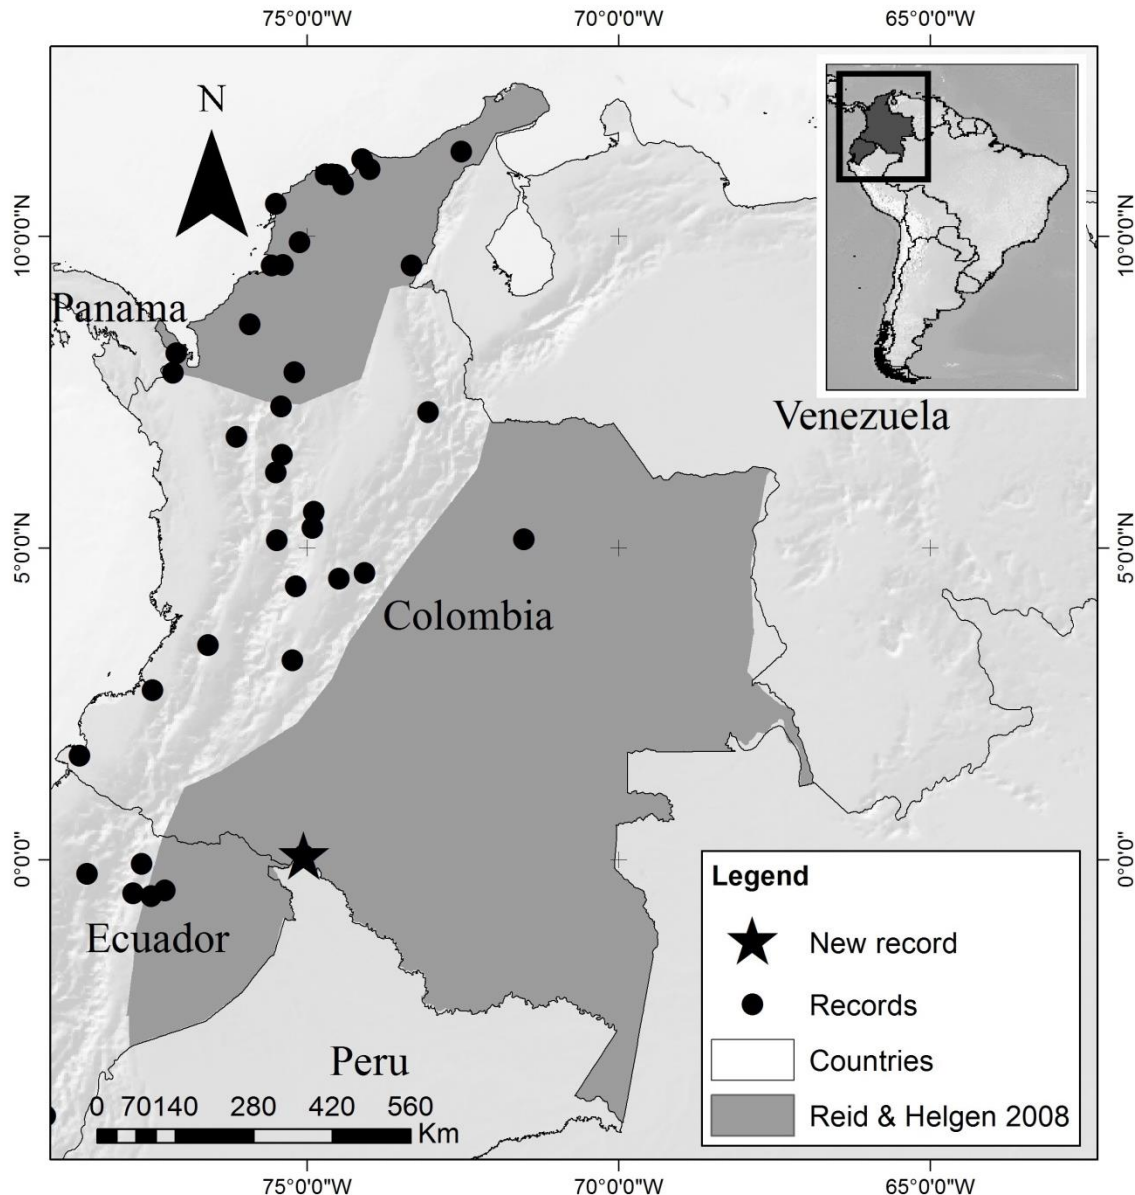 75°0'0"W 70°0'0"W 65°0'0"W
N
10°0'0"N 10°0'0"N
Panama
Venezuela
5°0'0"N 5°0'0"N
Colombia
0°0'0" 0°0'0"
Ecuador
Peru
0 70 140 280 420 560
Km
Legend
New record
Records
Countries
Reid & Helgen 2008
75°0'0"W 70°0'0"W 65°0'0"W